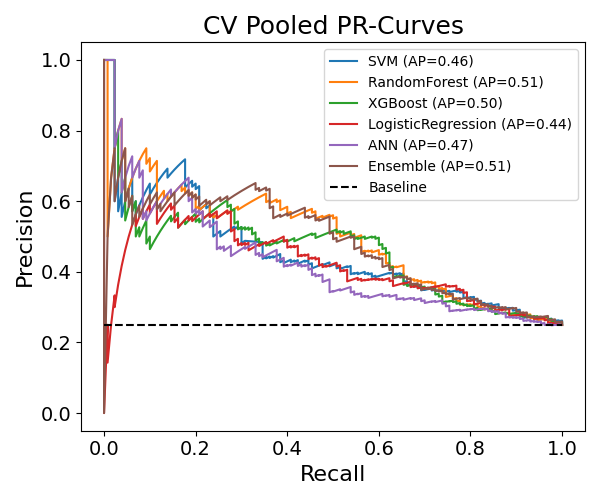 CV Pooled PR-Curves
SVM (AP=0.46)
RandomForest (AP=0.51)
XGBoost (AP=0.50)
LogisticRegression (AP=0.44)
ANN (AP=0.47)
Ensemble (AP=0.51)
Baseline
Precision
1.0
0.8
0.6
0.4
0.2
0.0
0.0 0.2 0.4 0.6 0.8 1.0
Recall